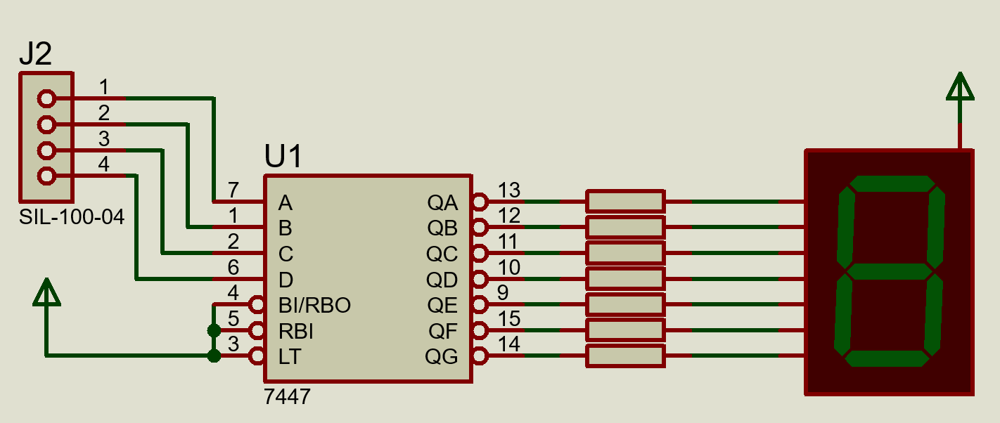 J2
1
2
3
4
SIL-100-04
U1
7 A QA 13
1 B QB 12
2 C QC 11
6 D QD 10
4 BI/RBO QE 9
5 RBI QF 15
3 LT QG 14
7447